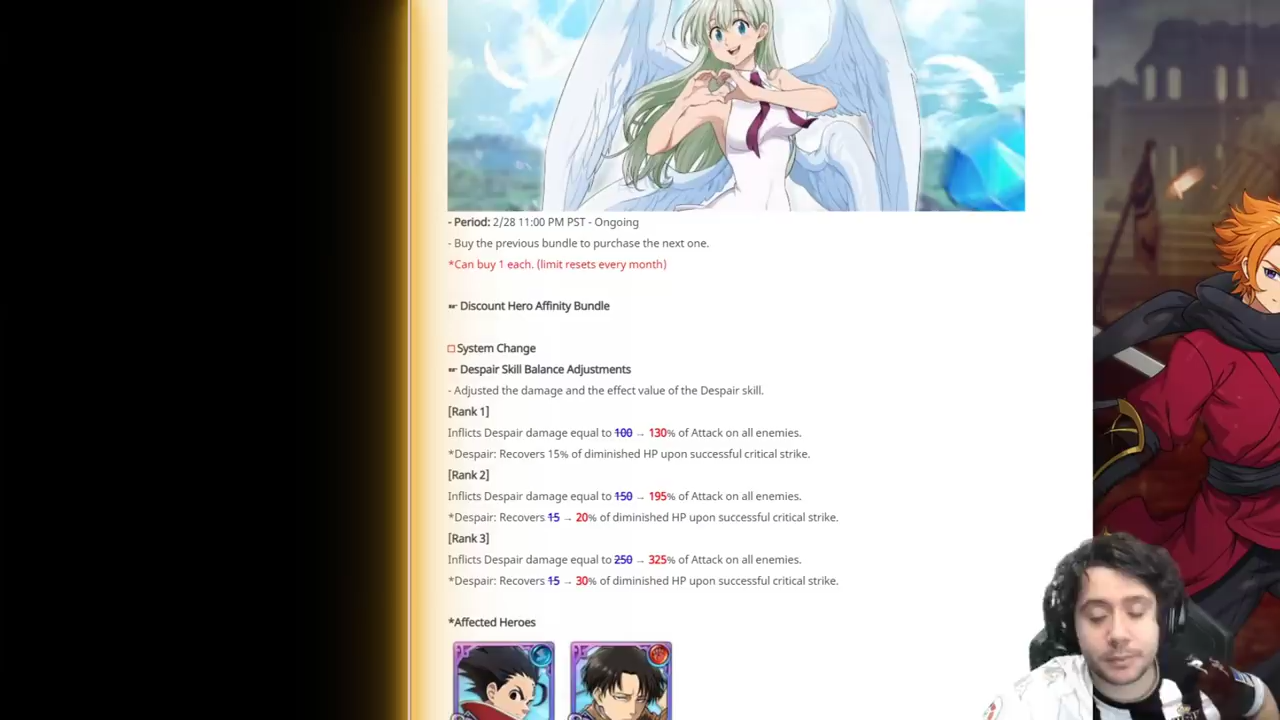 - Period: 2/28 11:00 PM PST - Ongoing
- Buy the previous bundle to purchase the next one.
*Can buy 1 each. (limit resets every month)
☛ Discount Hero Affinity Bundle
□ System Change
☛ Despair Skill Balance Adjustments
- Adjusted the damage and the effect value of the Despair skill.
[Rank 1]
Inflicts Despair damage equal to 100 → 130% of Attack on all enemies.
*Despair: Recovers 15% of diminished HP upon successful critical strike.
[Rank 2]
Inflicts Despair damage equal to 150 → 195% of Attack on all enemies.
*Despair: Recovers 15 → 20% of diminished HP upon successful critical strike.
[Rank 3]
Inflicts Despair damage equal to 250 → 325% of Attack on all enemies.
*Despair: Recovers 15 → 30% of diminished HP upon successful critical strike.
*Affected Heroes